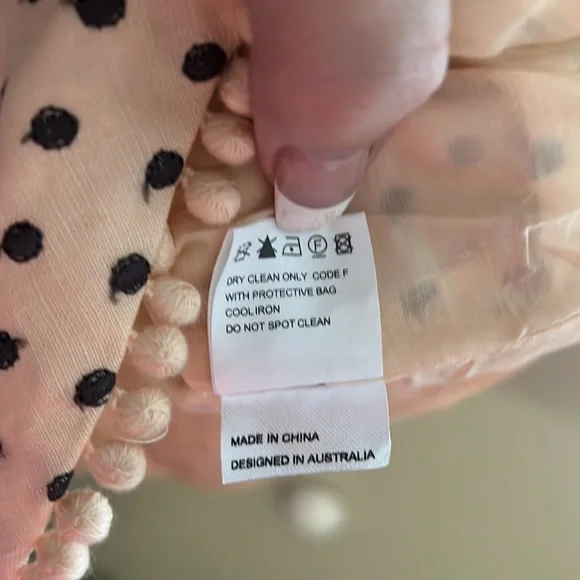 F
DRY CLEAN ONLY CODE F
WITH PROTECTIVE BAG
COOL IRON
DO NOT SPOT CLEAN
MADE IN CHINA
DESIGNED IN AUSTRALIA